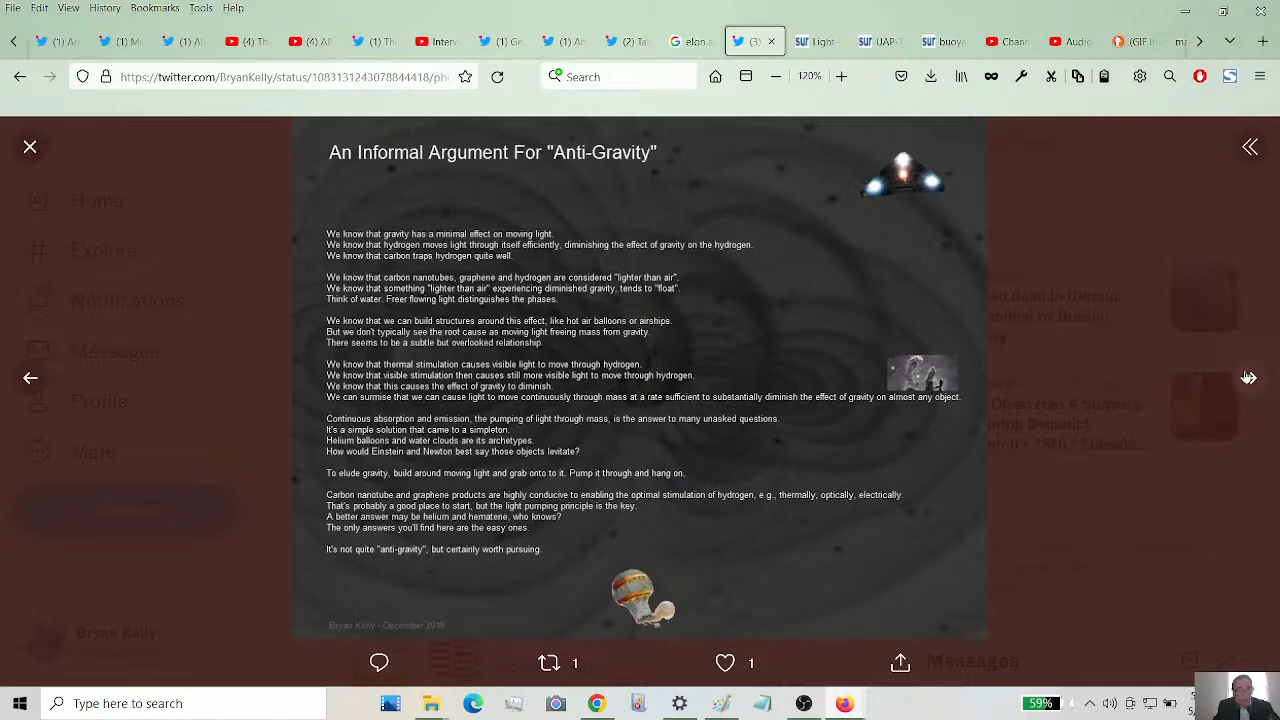 File Edit View History Bookmarks Tools Help
https://twitter.com/BryanKelly/status/1083131243078844418/pho
Search
120%
An Informal Argument For "Anti-Gravity"
We know that gravity has a minimal effect on moving light.
We know that hydrogen moves light through itself efficiently, diminishing the effect of gravity on the hydrogen.
We know that carbon traps hydrogen quite well.
We know that carbon nanotubes, graphene and hydrogen are considered "lighter than air".
We know that something "lighter than air" experiencing diminished gravity, tends to "float".
Think of water. Freer flowing light distinguishes the phases.
We know that we can build structures around this effect, like hot air balloons or airships.
But we don't typically see the root cause as moving light freeing mass from gravity.
There seems to be a subtle but overlooked relationship.
We know that thermal stimulation causes visible light to move through hydrogen.
We know that visible stimulation then causes still more visible light to move through hydrogen.
We know that this causes the effect of gravity to diminish.
We can surmise that we can cause light to move continuously through mass at a rate sufficient to substantially diminish the effect of gravity on almost any object.
Continuous absorption and emission, the pumping of light through mass, is the answer to many unasked questions.
It's a simple solution that came to a simpleton.
Helium balloons and water clouds are its archetypes.
How would Einstein and Newton best say those objects levitate?
To elude gravity, build around moving light and grab onto to it. Pump it through and hang on.
Carbon nanotube and graphene products are highly conducive to enabling the optimal stimulation of hydrogen, e.g., thermally, optically, electrically.
That's probably a good place to start, but the light pumping principle is the key.
A better answer may be helium and hematene, who knows?
The only answers you'll find here are the easy ones.
It's not quite "anti-gravity", but certainly worth pursuing.
Bryan Kelly - December 2018
Home
Explore
Notifications
Messages
Profile
More
Bryan Kelly
1
1
Messages
Type here to search
59%